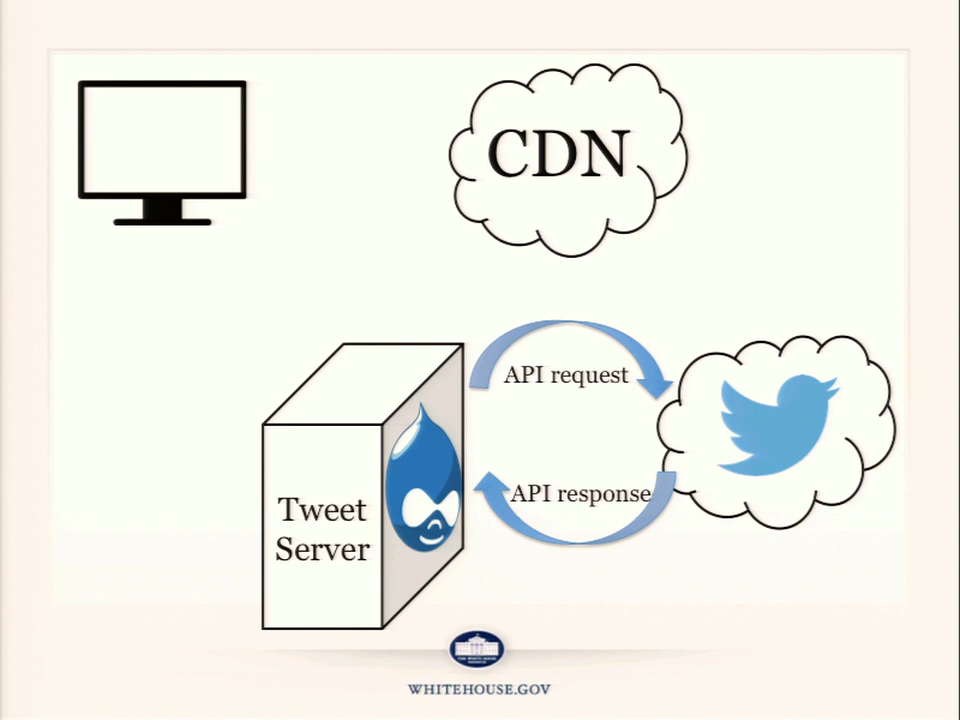 CDN
API request
API response
Tweet
Server
WHITEHOUSE.GOV